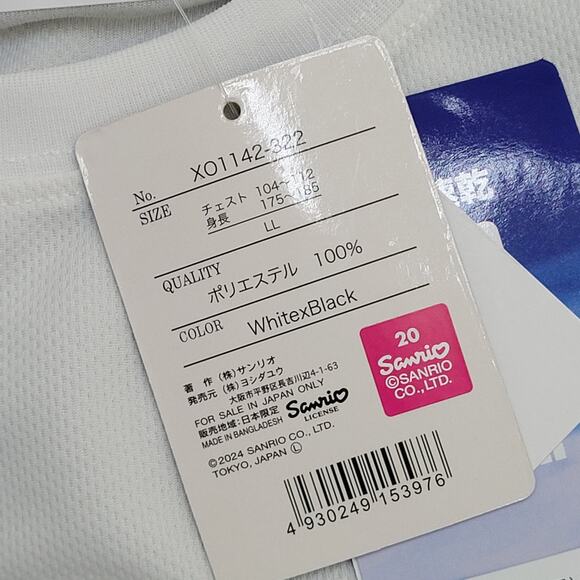 No. XO1142-322
SIZE チェスト 104~112
身長 175~185
LL
QUALITY
ポリエステル 100%
COLOR WhitexBlack
著 作 (株)サンリオ
発売元 (株)ヨシダユウ
大阪市平野区長吉川辺4-1-63
FOR SALE IN JAPAN ONLY
販売地域:日本限定
MADE IN BANGLADESH
Sanrio
LICENSE
©2024 SANRIO CO., LTD.
TOKYO, JAPAN Ⓛ
20
Sanrio
©SANRIO
CO.,LTD.
4 930249 153976
乾